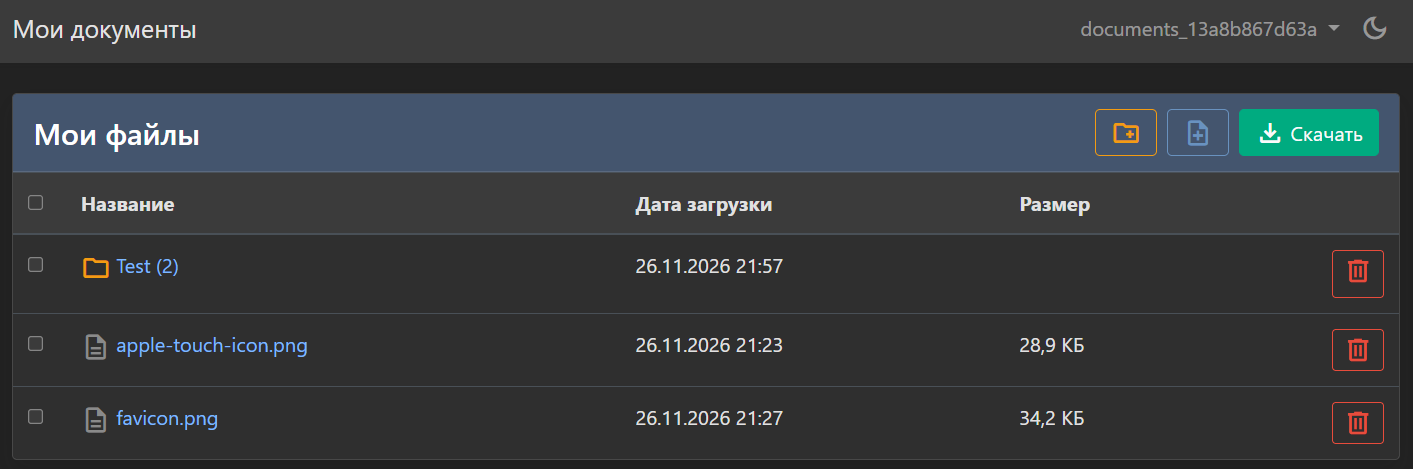 Мои документы documents_13a8b867d63a
Мои файлы Скачать
Название Дата загрузки Размер
Test (2) 26.11.2026 21:57
apple-touch-icon.png 26.11.2026 21:23 28,9 КБ
favicon.png 26.11.2026 21:27 34,2 КБ